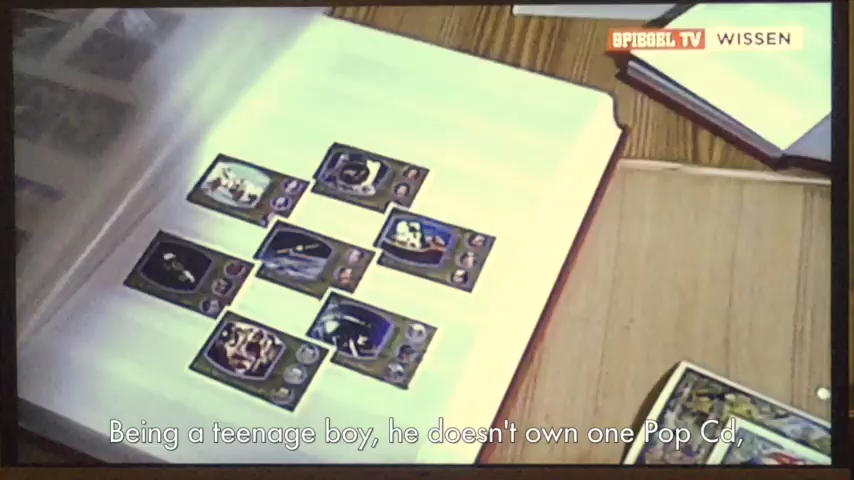 SPIEGEL TV WISSEN
Being a teenage boy, he doesn't own one Pop Cd,